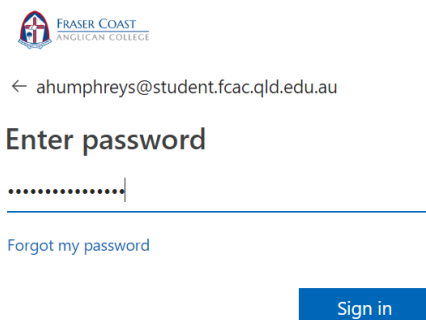 FRASER COAST
ANGLICAN COLLEGE
← ahumphreys@student.fcac.qld.edu.au
Enter password
••••••••••••••••
Forgot my password
Sign in